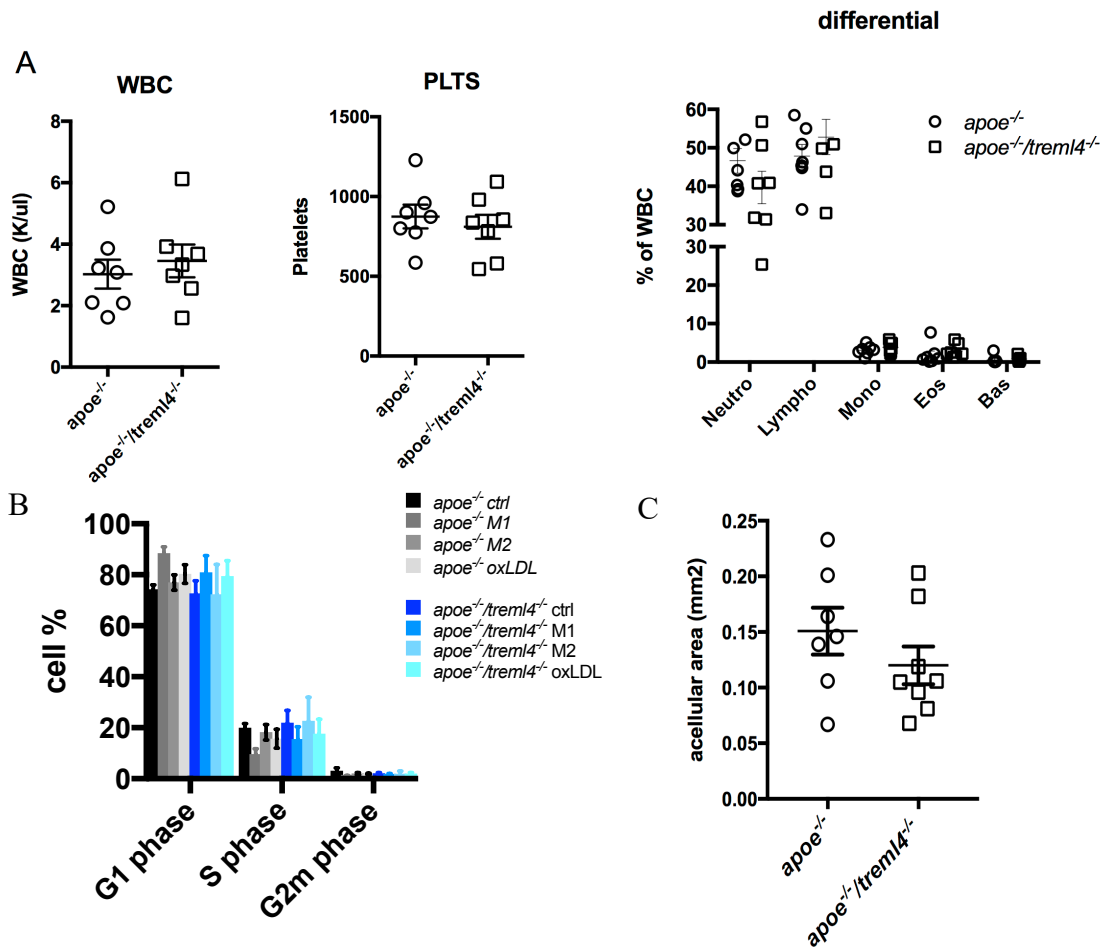 differential
A
WBC
PLTS
8
6
4
2
0
WBC (K/ul)
apoe-/-
apoe-/-/treml4-/-
1500
1000
500
0
Platelets
apoe-/-
apoe-/-/treml4-/-
60
50
40
30
30
20
10
0
% of WBC
Neutro
Lympho
Mono
Eos
Bas
apoe-/-
apoe-/-/treml4-/-
B
100
80
60
40
20
0
cell %
G1 phase
S phase
G2m phase
apoe-/- ctrl
apoe-/- M1
apoe-/- M2
apoe-/- oxLDL
apoe-/-/treml4-/- ctrl
apoe-/-/treml4-/- M1
apoe-/-/treml4-/- M2
apoe-/-/treml4-/- oxLDL
C
0.25
0.20
0.15
0.10
0.05
0.00
acellular area (mm2)
apoe-/-
apoe-/-/treml4-/-